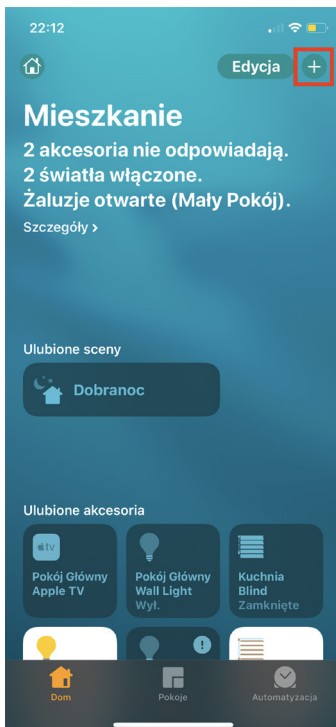 22:12
Edycja
Mieszkanie
2 akcesoria nie odpowiadają.
2 światła włączone.
Żaluzje otwarte (Mały Pokój).
Szczegóły >
Ulubione sceny
Dobranoc
Ulubione akcesoria
tv
Pokój Główny
Apple TV
Pokój Główny
Wall Light
Wył.
Kuchnia
Blind
Zamknięte
Dom
Pokoje
Automatyzacja